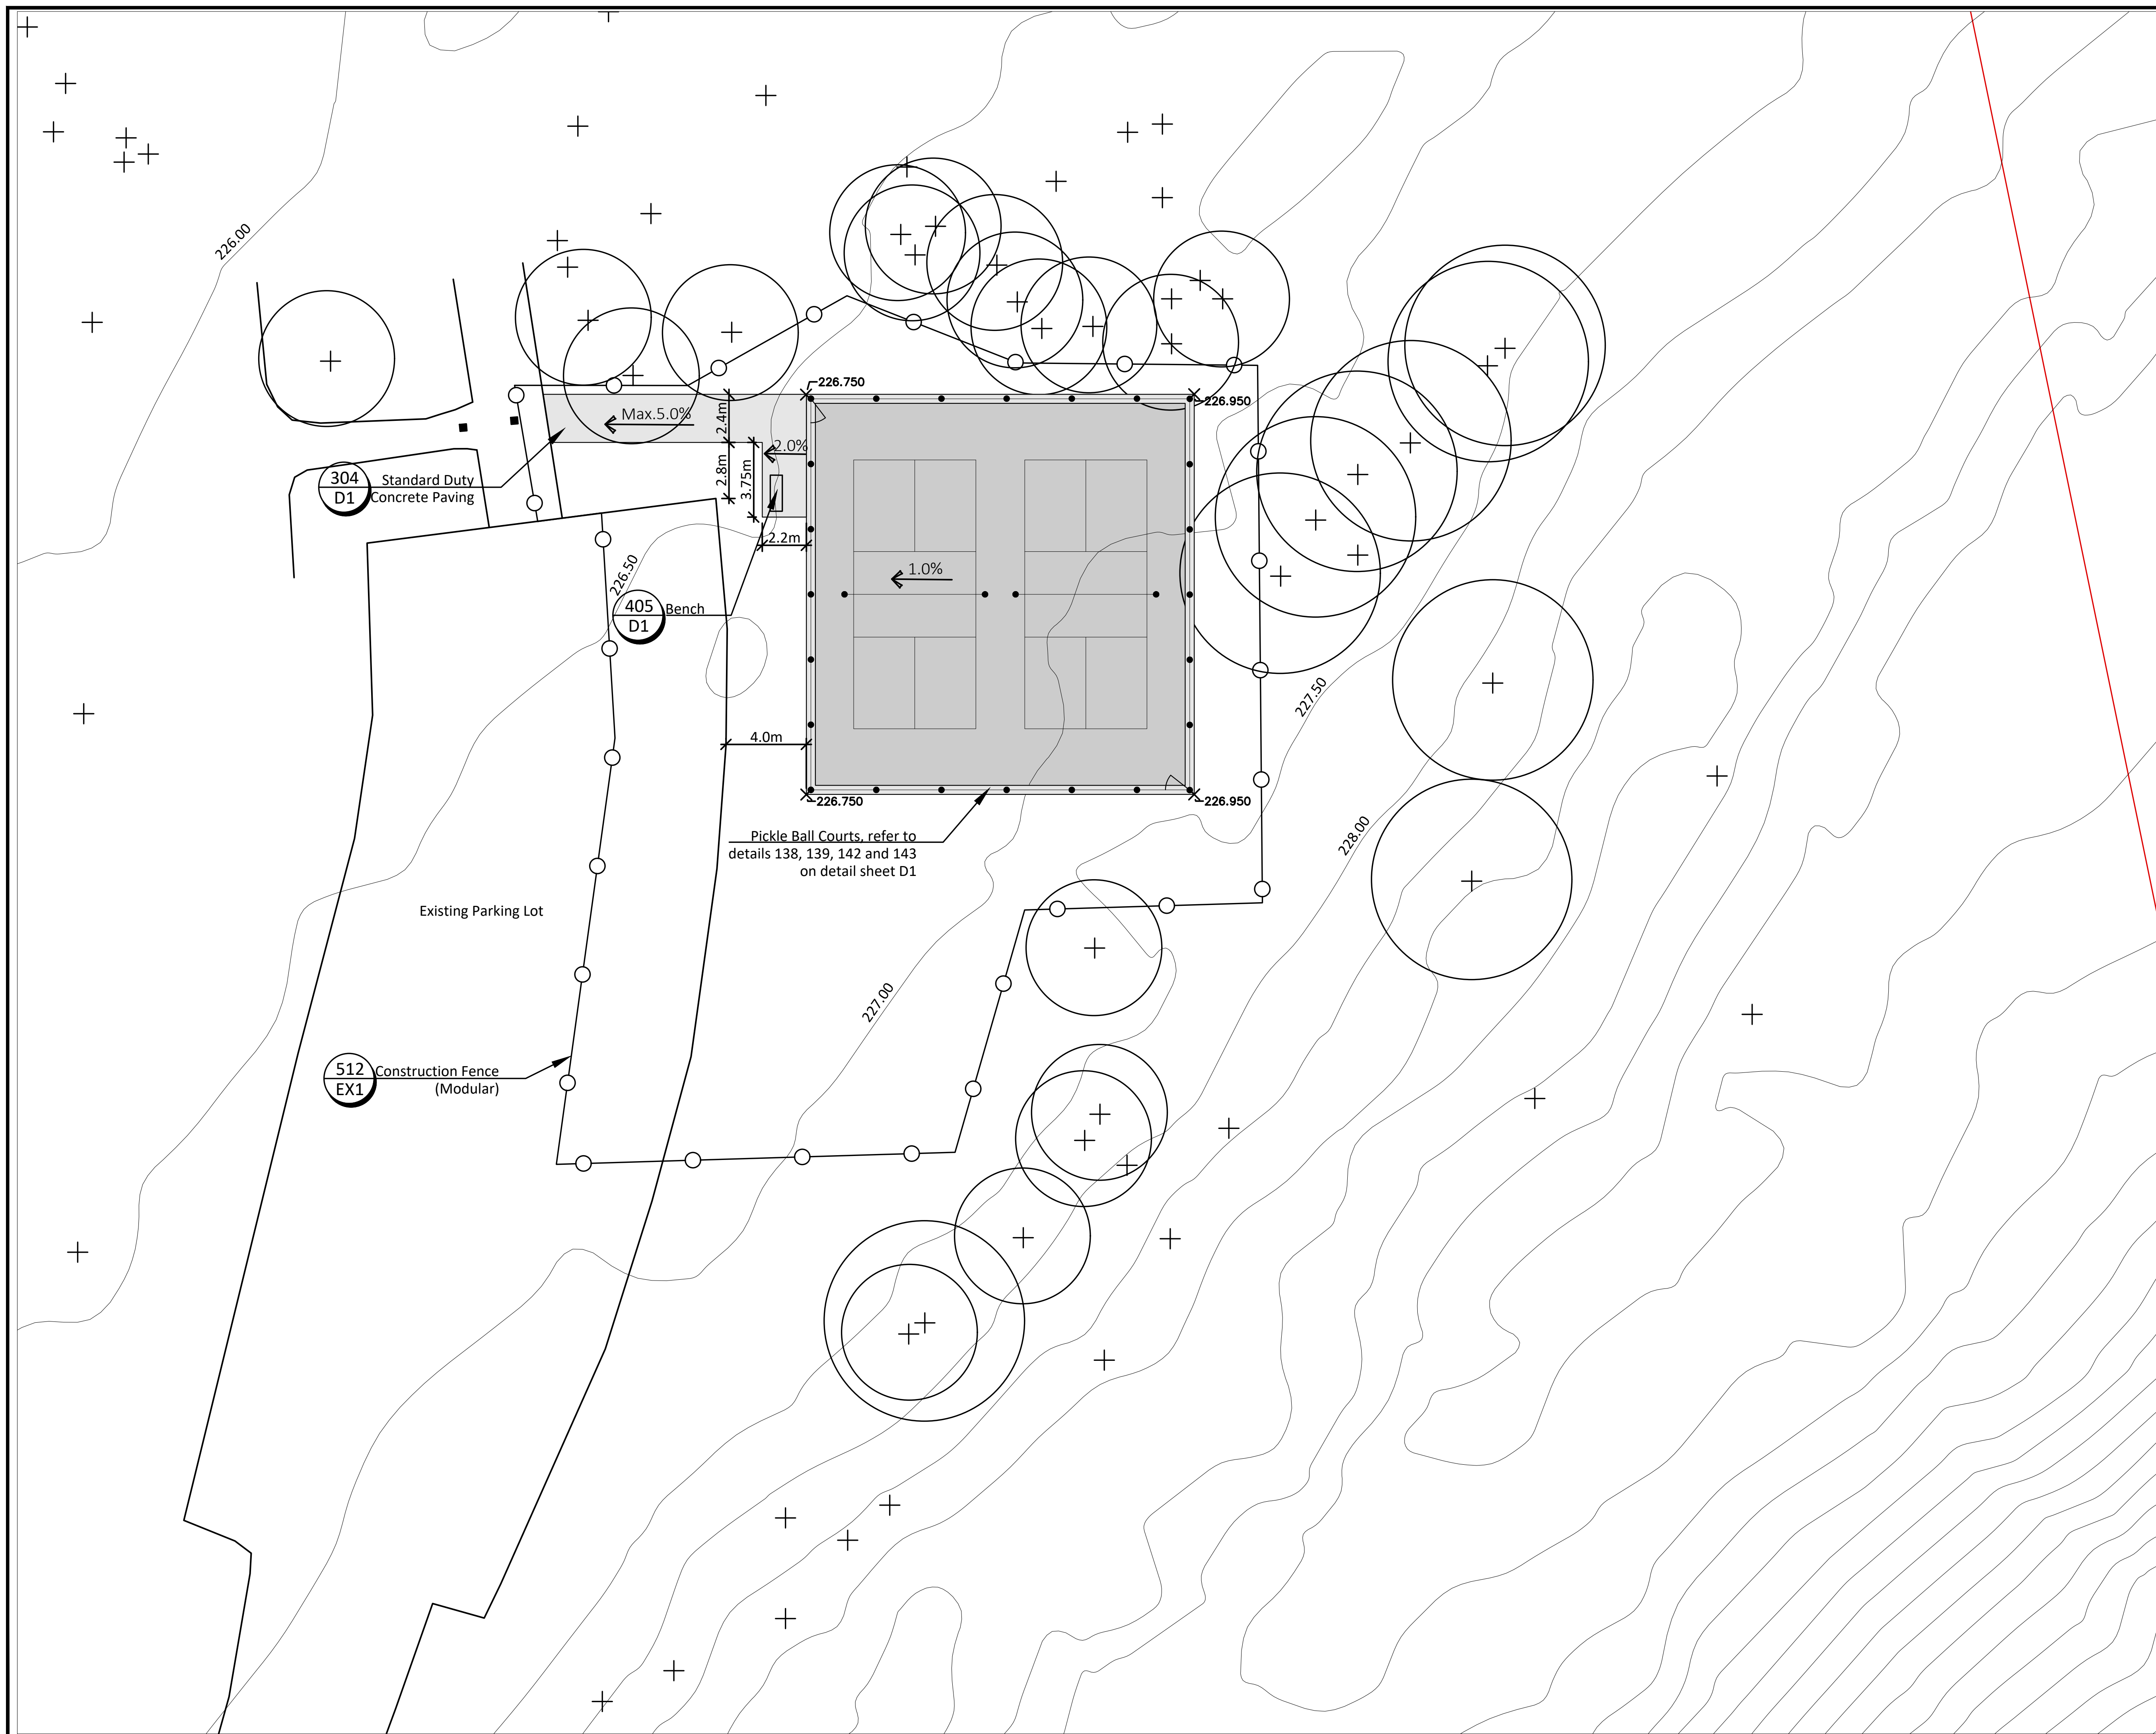 226.00
226.750
226.950
Max.5.0%
2.4m
2.0%
2.8m
3.75m
304
D1
Standard Duty
Concrete Paving
2.2m
226.50
1.0%
405
D1
Bench
227.50
4.0m
226.750
226.950
Pickle Ball Courts, refer to
details 138, 139, 142 and 143
on detail sheet D1
228.00
Existing Parking Lot
227.00
512
EX1
Construction Fence
(Modular)